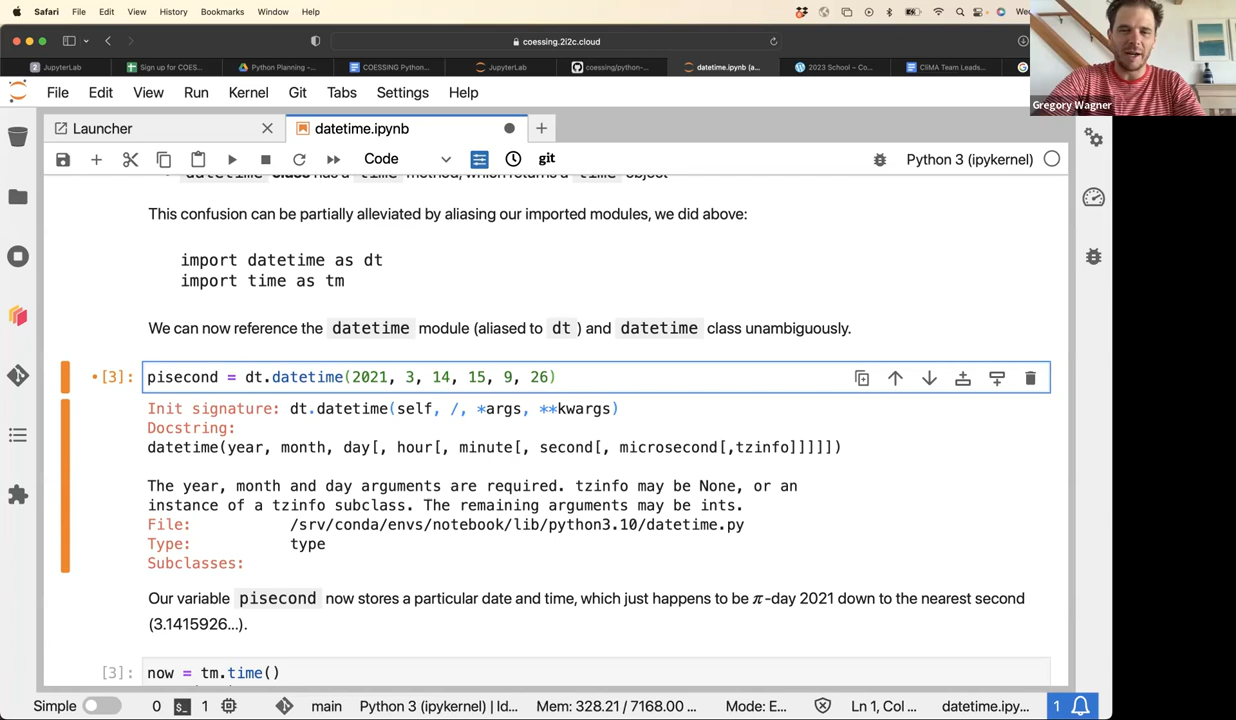 Safari File Edit View History Bookmarks Window Help
coessing.2i2c.cloud
JupyterLab Sign up for COES... Python Planning -... COESSING Python... JupyterLab coessing/python-... datetime.ipynb (a... 2023 School – Co... CliMA Team Leads...
File Edit View Run Kernel Git Tabs Settings Help
Gregory Wagner
Launcher datetime.ipynb
Code git Python 3 (ipykernel)
datetime class has a time method, which returns a time object
This confusion can be partially alleviated by aliasing our imported modules, we did above:
import datetime as dt
import time as tm
We can now reference the datetime module (aliased to dt ) and datetime class unambiguously.
[3]: pisecond = dt.datetime(2021, 3, 14, 15, 9, 26)
Init signature: dt.datetime(self, /, *args, **kwargs)
Docstring:
datetime(year, month, day[, hour[, minute[, second[, microsecond[,tzinfo]]]]])
The year, month and day arguments are required. tzinfo may be None, or an
instance of a tzinfo subclass. The remaining arguments may be ints.
File: /srv/conda/envs/notebook/lib/python3.10/datetime.py
Type: type
Subclasses:
Our variable pisecond now stores a particular date and time, which just happens to be π-day 2021 down to the nearest second
(3.1415926...).
[3]: now = tm.time()
Simple 0 1 main Python 3 (ipykernel) | Id... Mem: 328.21 / 7168.00 ... Mode: E... Ln 1, Col ... datetime.ipy... 1